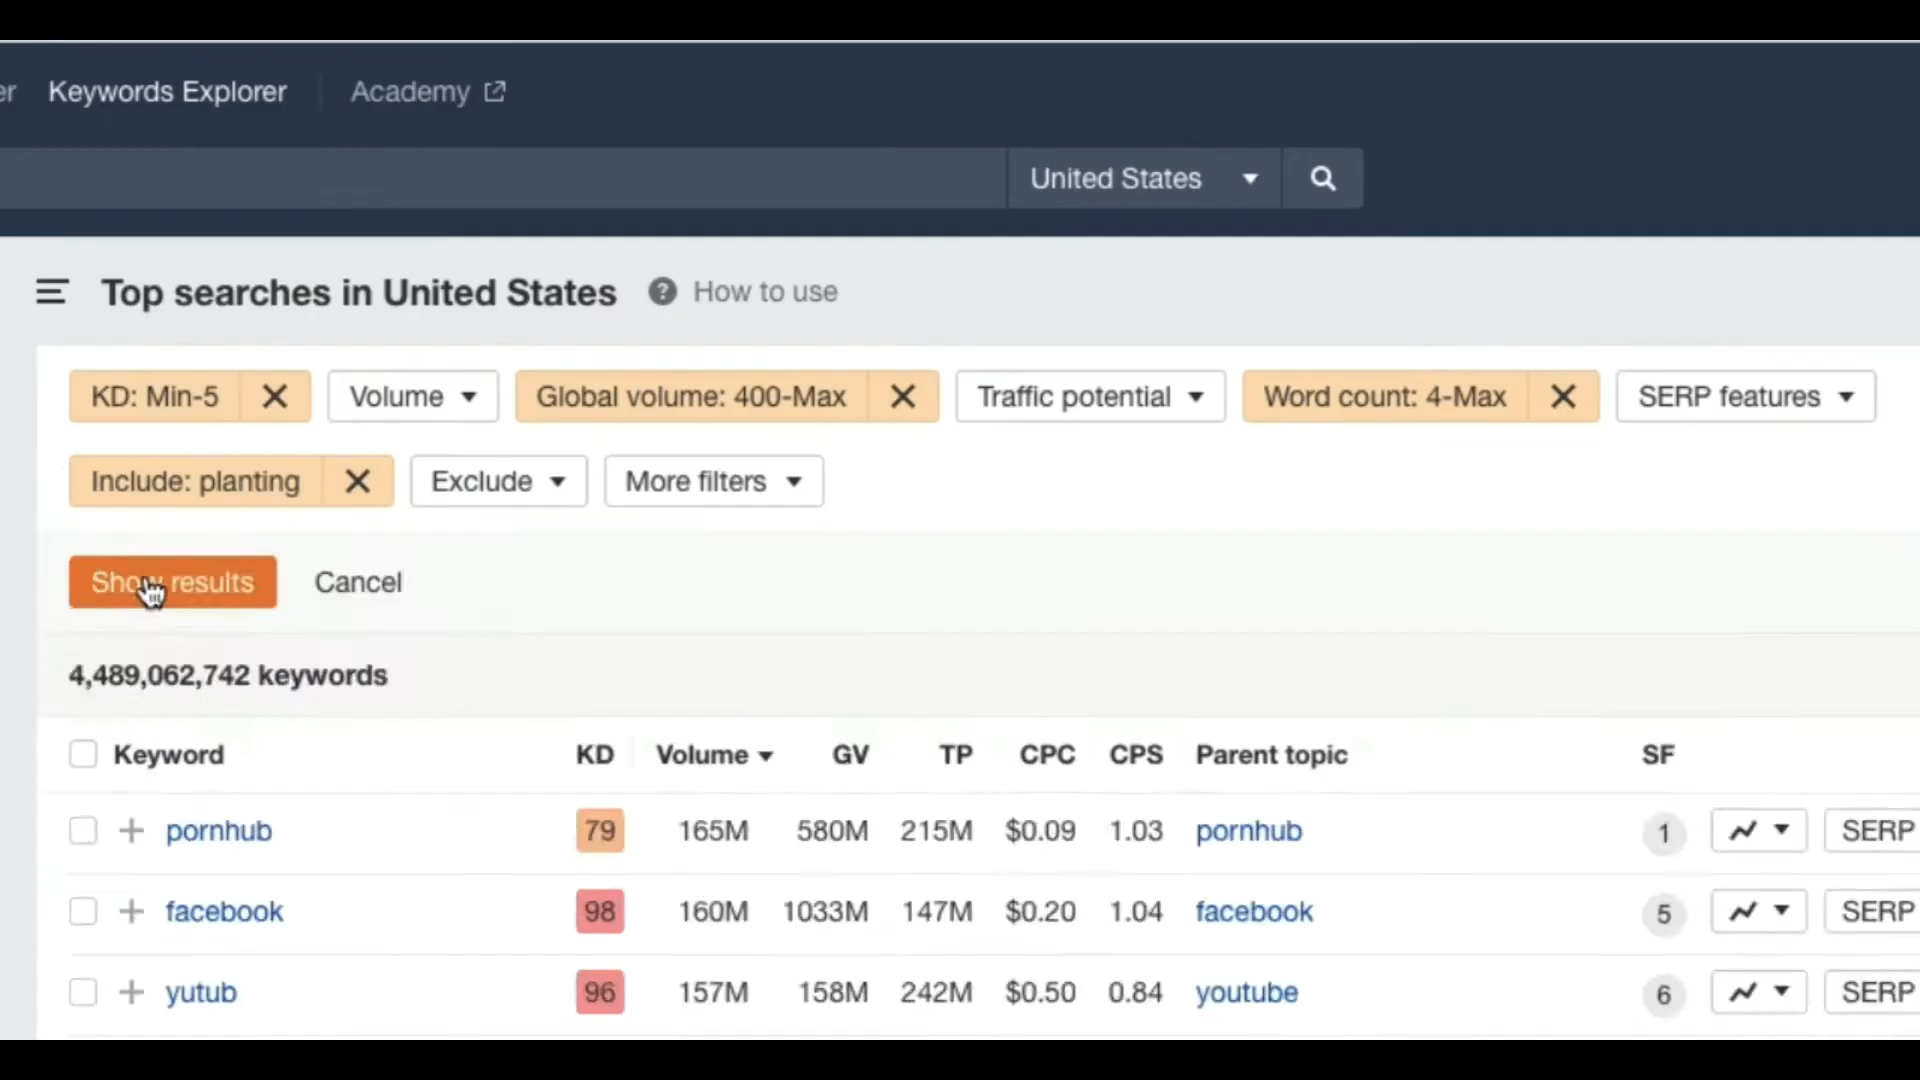 er Keywords Explorer Academy
United States
Top searches in United States ? How to use
KD: Min-5 Volume Global volume: 400-Max Traffic potential Word count: 4-Max SERP features
Include: planting Exclude More filters
Show results Cancel
4,489,062,742 keywords
Keyword KD Volume GV TP CPC CPS Parent topic SF
pornhub 79 165M 580M 215M $0.09 1.03 pornhub 1 SERP
facebook 98 160M 1033M 147M $0.20 1.04 facebook 5 SERP
yutub 96 157M 158M 242M $0.50 0.84 youtube 6 SERP